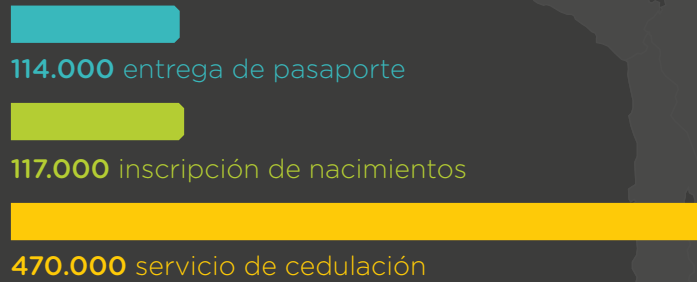 114.000 entrega de pasaporte
117.000 inscripción de nacimientos
470.000 servicio de cedulación